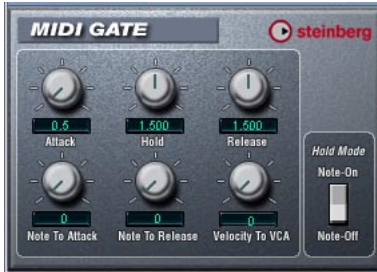 MIDI GATE
steinberg
0.5 1.500 1.500
Attack Hold Release
0 0 0
Note To Attack Note To Release Velocity To VCA
Hold Mode
Note-On
Note-Off